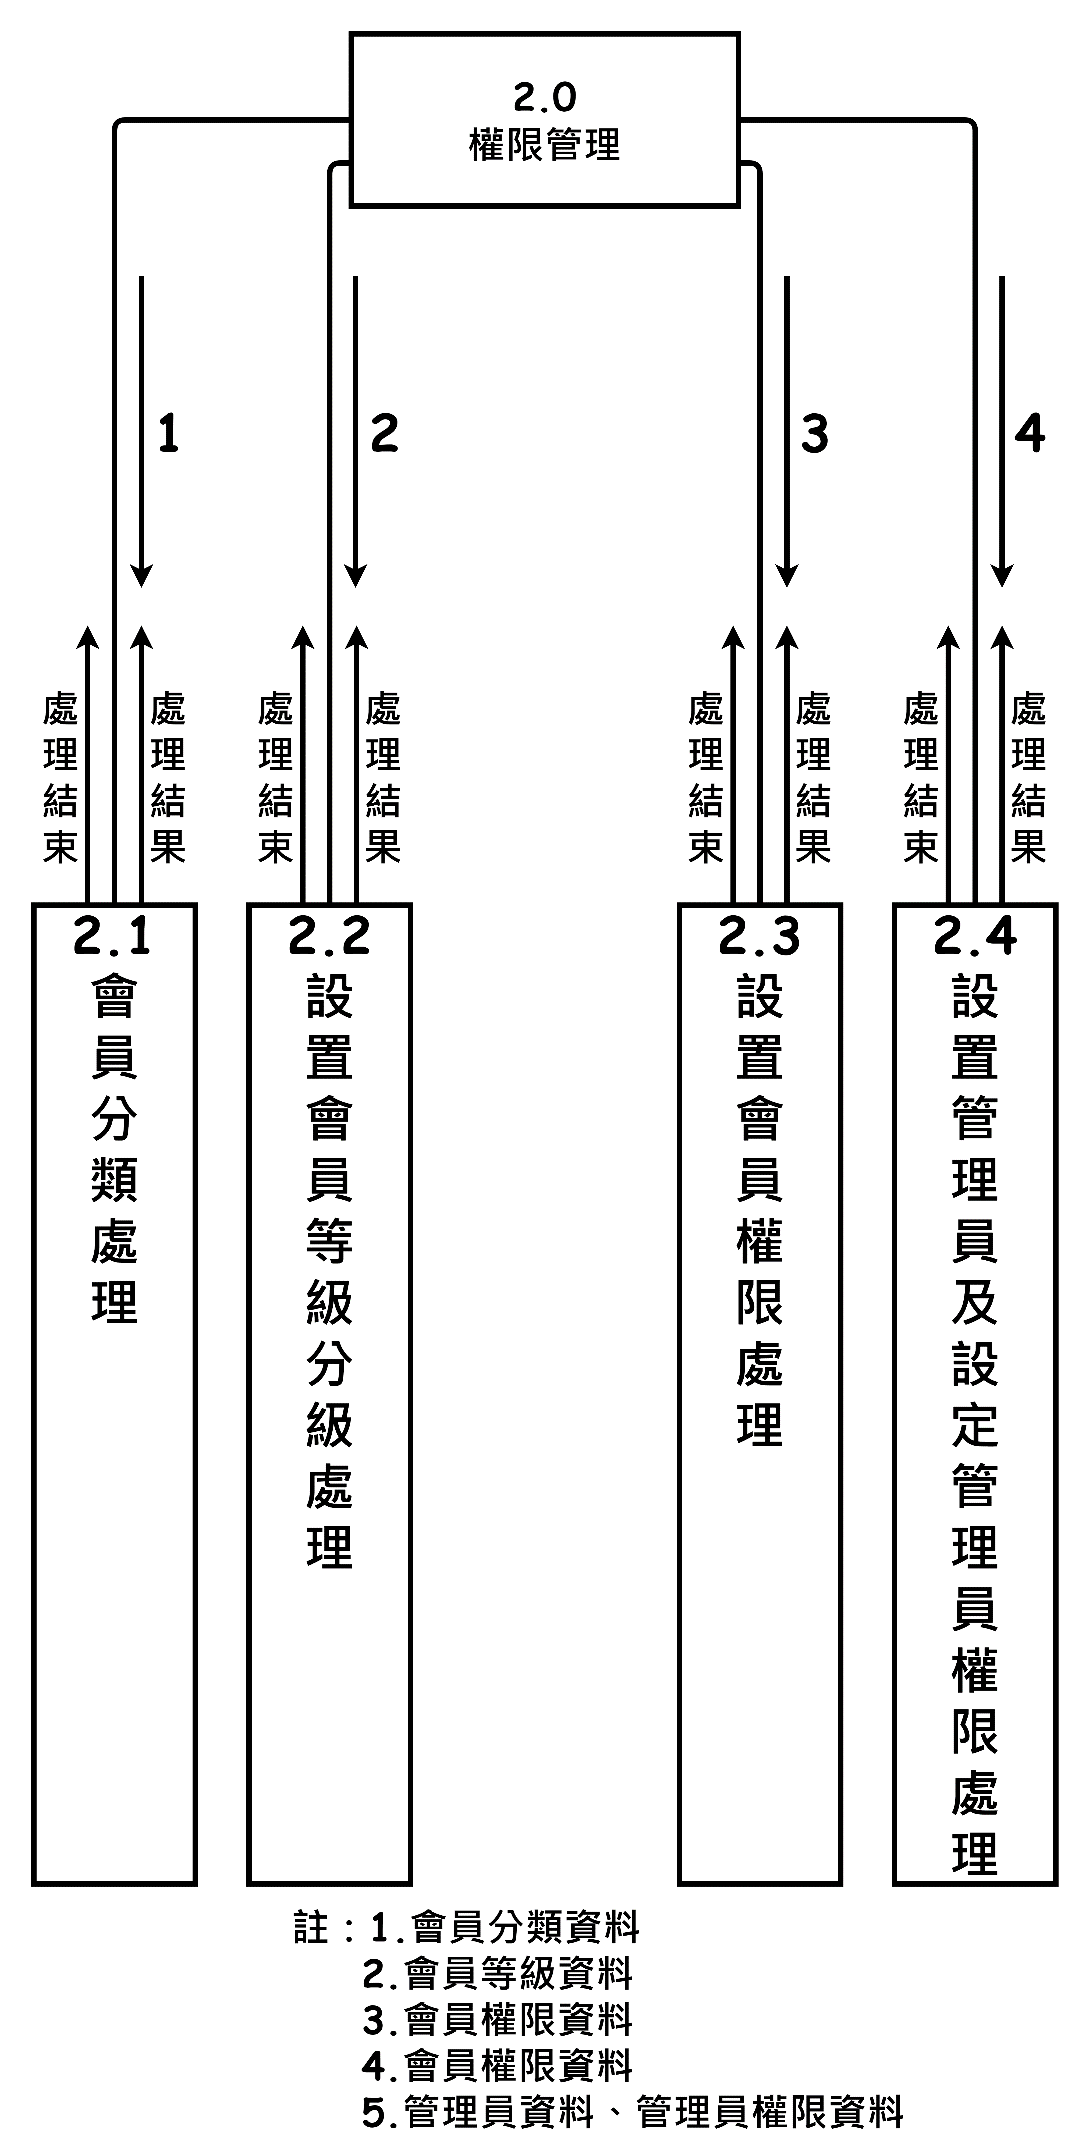 2.0
權限管理
1
2
3
4
處理結束
處理結果
處理結束
處理結果
處理結束
處理結果
處理結束
處理結果
2.1
會員分類處理
2.2
設置會員等級分級處理
2.3
設置會員權限處理
2.4
設置管理員及設定管理員權限處理
註：1.會員分類資料
2.會員等級資料
3.會員權限資料
4.會員權限資料
5.管理員資料、管理員權限資料